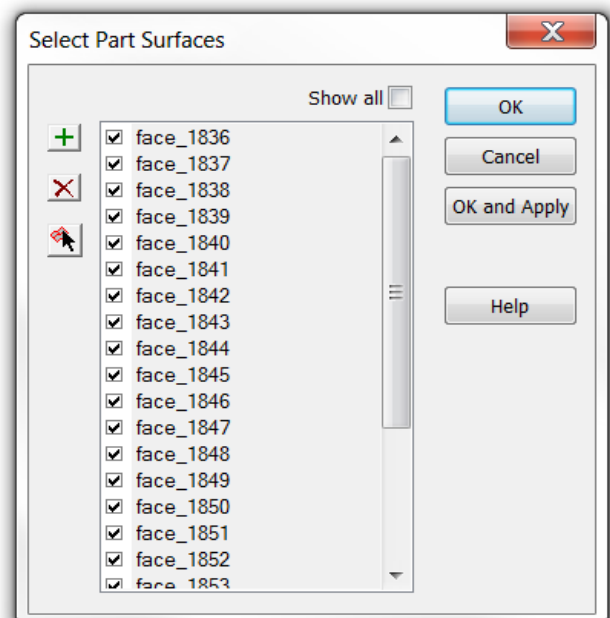 Select Part Surfaces
Show all
OK
Cancel
OK and Apply
Help
face_1836
face_1837
face_1838
face_1839
face_1840
face_1841
face_1842
face_1843
face_1844
face_1845
face_1846
face_1847
face_1848
face_1849
face_1850
face_1851
face_1852
face_1853